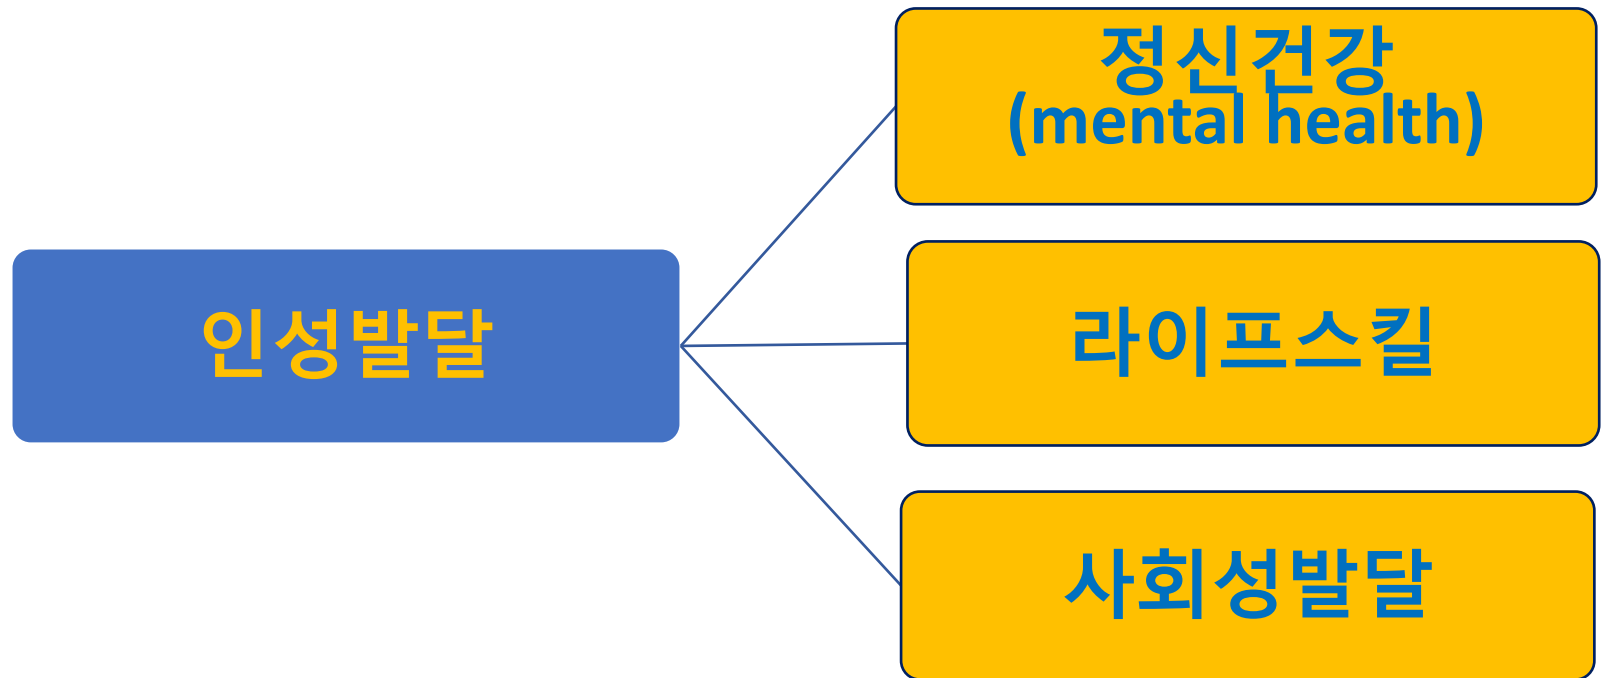 정신건강
(mental health)
인성발달
라이프스킬
사회성발달